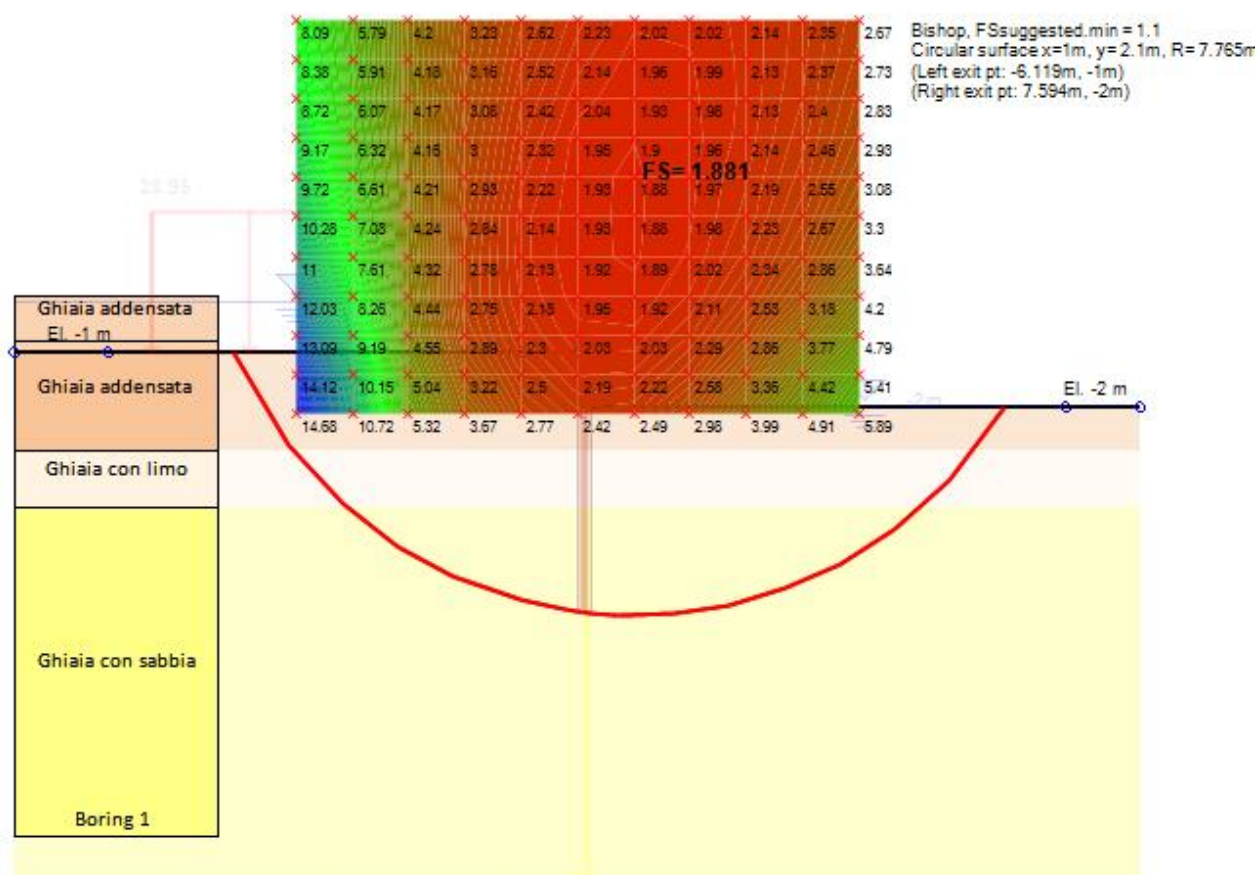 8.09 5.79 4.2 3.23 2.62 2.23 2.02 2.02 2.14 2.35 2.67
Bishop, FSsuggested.min = 1.1
Circular surface x=1m, y= 2.1m, R= 7.765m
(Left exit pt: -6.119m, -1m)
(Right exit pt: 7.594m, -2m)
8.38 5.91 4.18 3.16 2.52 2.14 1.96 1.99 2.13 2.37 2.73
8.72 6.07 4.17 3.08 2.42 2.04 1.93 1.98 2.13 2.4 2.83
9.17 6.32 4.16 3 2.32 1.95 1.9 1.96 2.14 2.46 2.93
FS= 1.881
9.72 6.61 4.21 2.93 2.22 1.93 1.88 1.97 2.19 2.55 3.08
28.95
10.28 7.08 4.24 2.84 2.14 1.93 1.88 1.98 2.23 2.67 3.3
11 7.61 4.32 2.78 2.13 1.92 1.89 2.02 2.34 2.86 3.64
12.03 8.26 4.44 2.75 2.18 1.95 1.92 2.11 2.53 3.18 4.2
Ghiaia addensata
El. -1 m
13.09 9.19 4.55 2.89 2.3 2.03 2.03 2.29 2.86 3.77 4.79
Ghiaia addensata
14.12 10.15 5.04 3.22 2.5 2.19 2.22 2.58 3.36 4.42 5.41
El. -2 m
-2 m
14.68 10.72 5.32 3.67 2.77 2.42 2.49 2.98 3.99 4.91 5.89
Ghiaia con limo
Ghiaia con sabbia
Boring 1